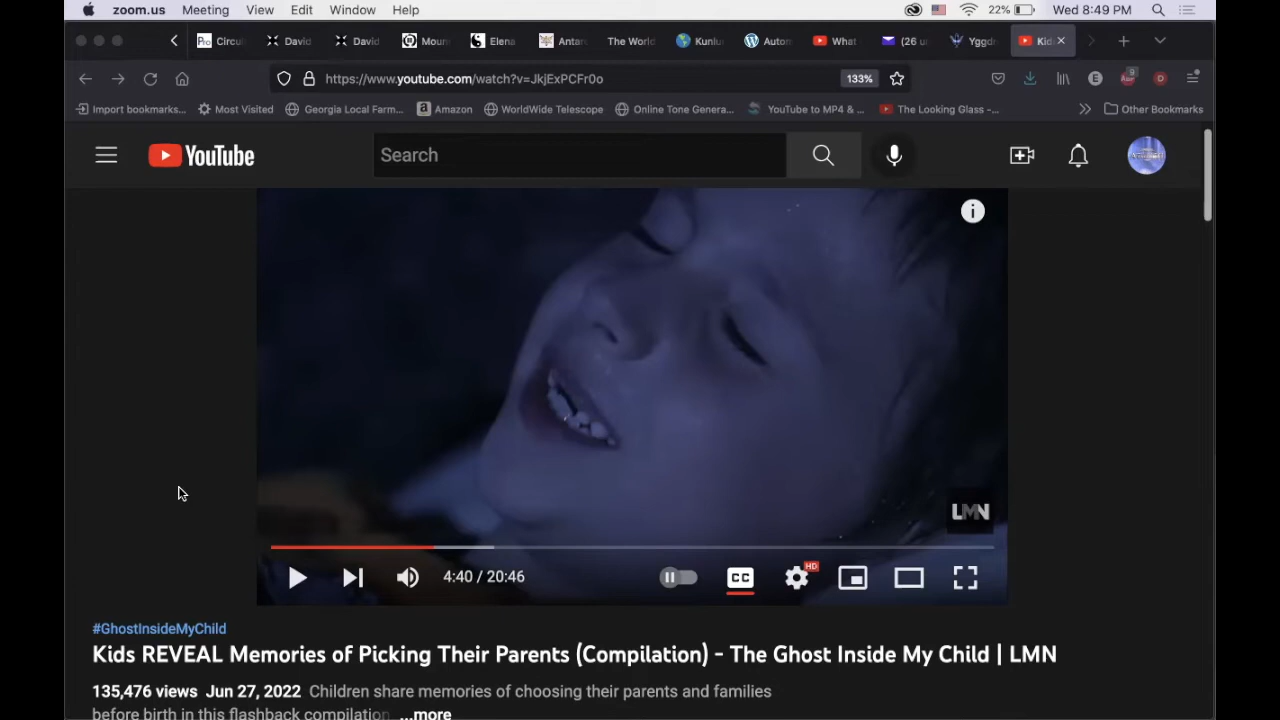 zoom.us Meeting View Edit Window Help 22% Wed 8:49 PM
Circu David David Mour Elena Antar The World Kunlu Auton What - (26 u Yggd Kid
https://www.youtube.com/watch?v=JkjExPCFr0o 133%
Import bookmarks... Most Visited Georgia Local Farm... Amazon WorldWide Telescope Online Tone Genera... YouTube to MP4 & ... The Looking Glass -... Other Bookmarks
YouTube Search
LMN
4:40 / 20:46 CC HD
#GhostInsideMyChild
Kids REVEAL Memories of Picking Their Parents (Compilation) - The Ghost Inside My Child | LMN
135,476 views Jun 27, 2022 Children share memories of choosing their parents and families
before birth in this flashback compilation ...more